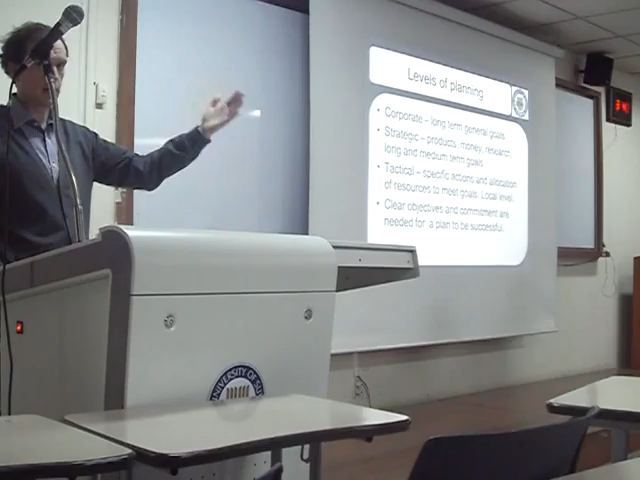 Levels of planning
• Corporate – long term general goals
• Strategic – products, money, research,
long and medium term goals
• Tactical – specific actions and allocation
of resources to meet goals. Local level.
• Clear objectives and commitment are
needed for a plan to be successful.
UNIVERSITY OF